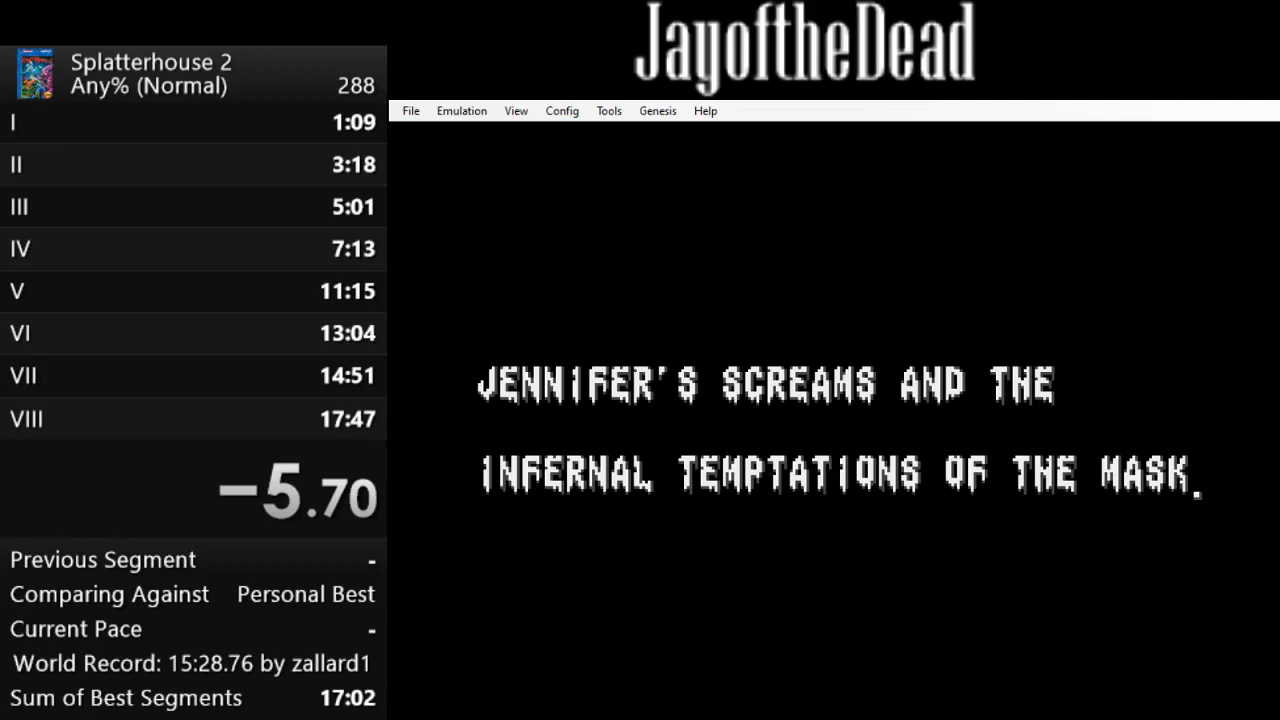 JayoftheDead
Splatterhouse 2
Any% (Normal) 288
File Emulation View Config Tools Genesis Help
I 1:09
II 3:18
III 5:01
IV 7:13
V 11:15
VI 13:04
VII 14:51
VIII 17:47
-5.70
Previous Segment -
Comparing Against Personal Best
Current Pace -
World Record: 15:28.76 by zallard1
Sum of Best Segments 17:02
JENNIFER'S SCREAMS AND THE
INFERNAL TEMPTATIONS OF THE MASK.